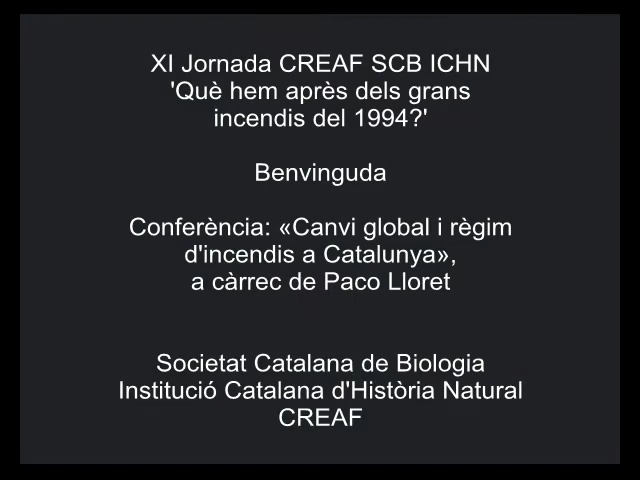 XI Jornada CREAF SCB ICHN
'Què hem après dels grans
incendis del 1994?'
Benvinguda
Conferència: «Canvi global i règim
d'incendis a Catalunya»,
a càrrec de Paco Lloret
Societat Catalana de Biologia
Institució Catalana d'Història Natural
CREAF